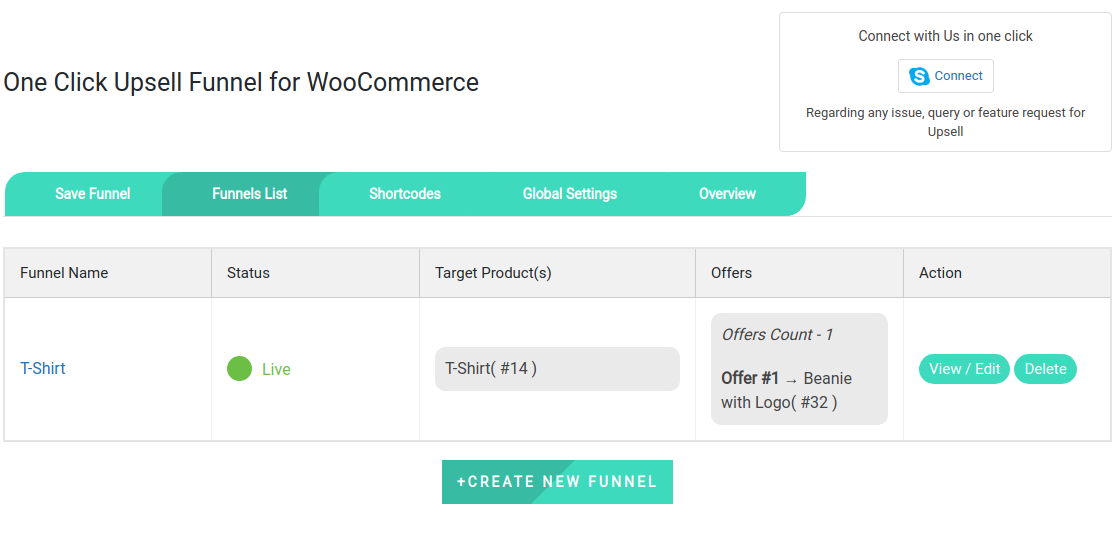 Connect with Us in one click
Connect
Regarding any issue, query or feature request for
Upsell
One Click Upsell Funnel for WooCommerce
Save Funnel Funnels List Shortcodes Global Settings Overview
Funnel Name Status Target Product(s) Offers Action
T-Shirt
Live
T-Shirt( #14 )
Offers Count - 1
Offer #1 → Beanie
with Logo( #32 )
View / Edit Delete
+CREATE NEW FUNNEL